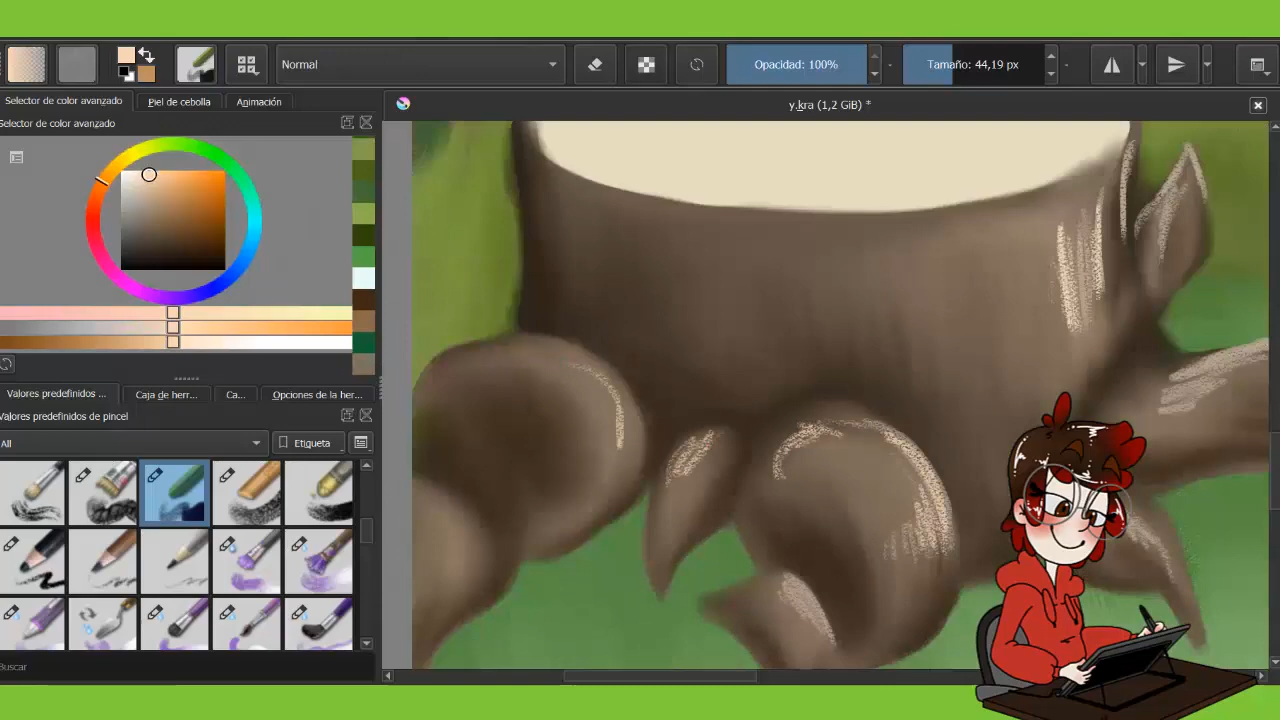 Normal
Opacidad: 100%
Tamaño: 44,19 px
Selector de color avanzado
Piel de cebolla
Animación
y.kra (1,2 GiB) *
Selector de color avanzado
Valores predefinidos ...
Caja de herr...
Ca...
Opciones de la her...
Valores predefinidos de pincel
All
Etiqueta
Buscar